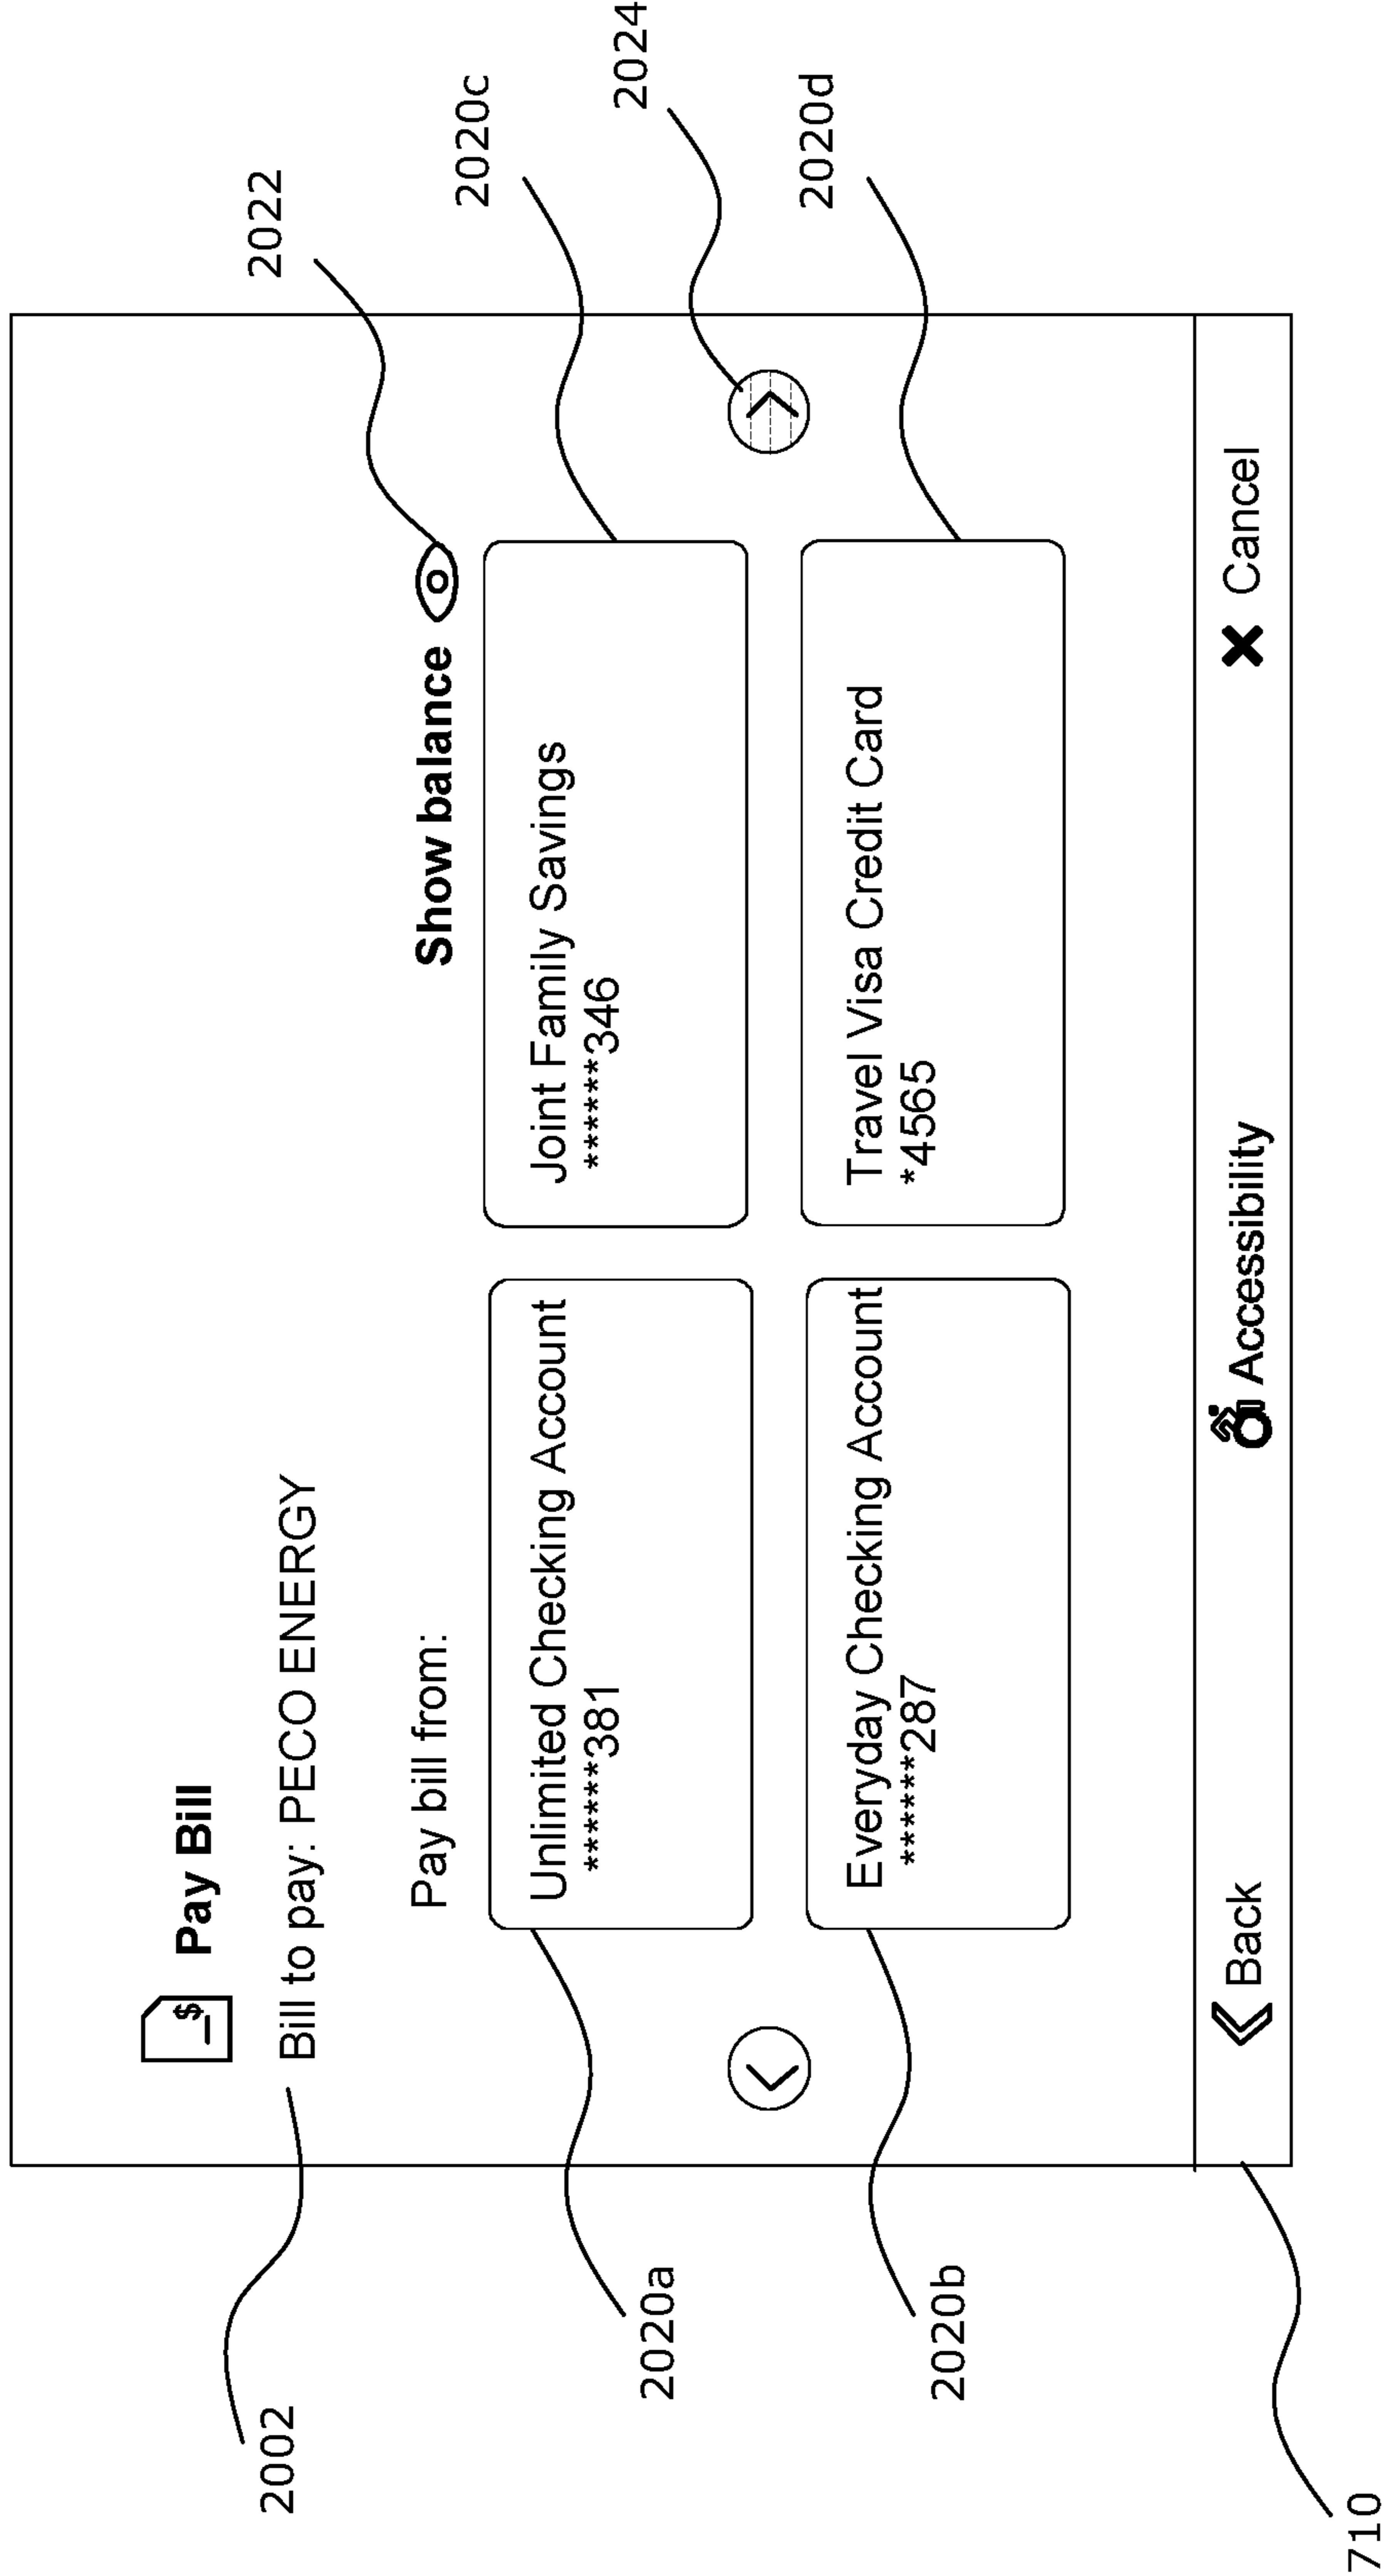 _$ Pay Bill
2002
Bill to pay: PECO ENERGY
2022
Pay bill from:
Show balance
2020a
Unlimited Checking Account
******381
2020c
Joint Family Savings
******346
2024
2020b
Everyday Checking Account
******287
2020d
Travel Visa Credit Card
*4565
710
Back
Accessibility
Cancel